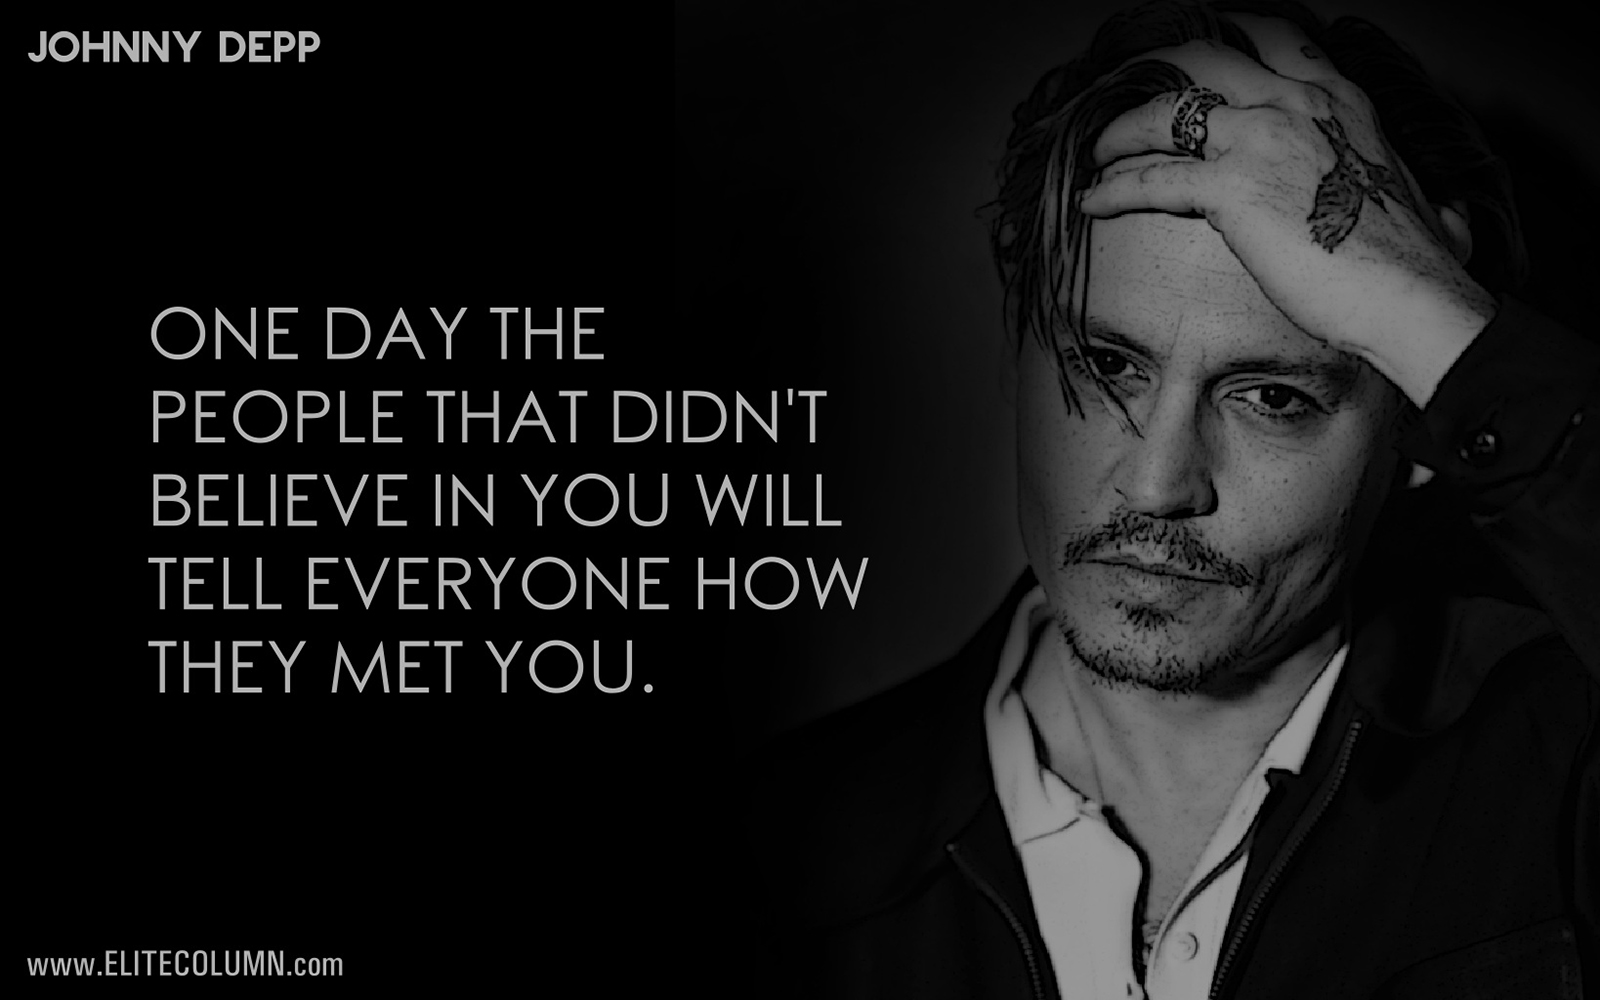 JOHNNY DEPP
ONE DAY THE
PEOPLE THAT DIDN'T
BELIEVE IN YOU WILL
TELL EVERYONE HOW
THEY MET YOU.
www.ELITECOLUMN.com